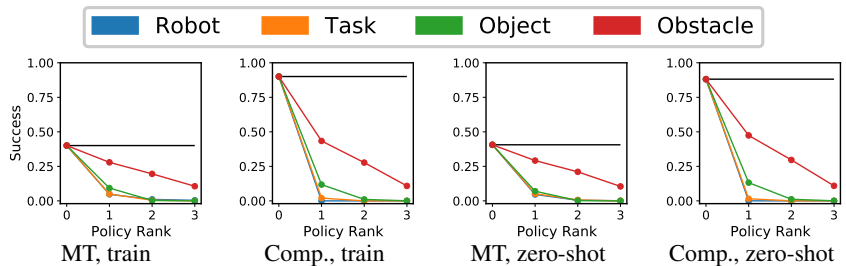 Robot Task Object Obstacle
1.00 1.00 1.00 1.00
0.75 0.75 0.75 0.75
Success
0.50 0.50 0.50 0.50
0.25 0.25 0.25 0.25
0.00 0.00 0.00 0.00
0 1 2 3 0 1 2 3 0 1 2 3 0 1 2 3
Policy Rank Policy Rank Policy Rank Policy Rank
MT, train Comp., train MT, zero-shot Comp., zero-shot